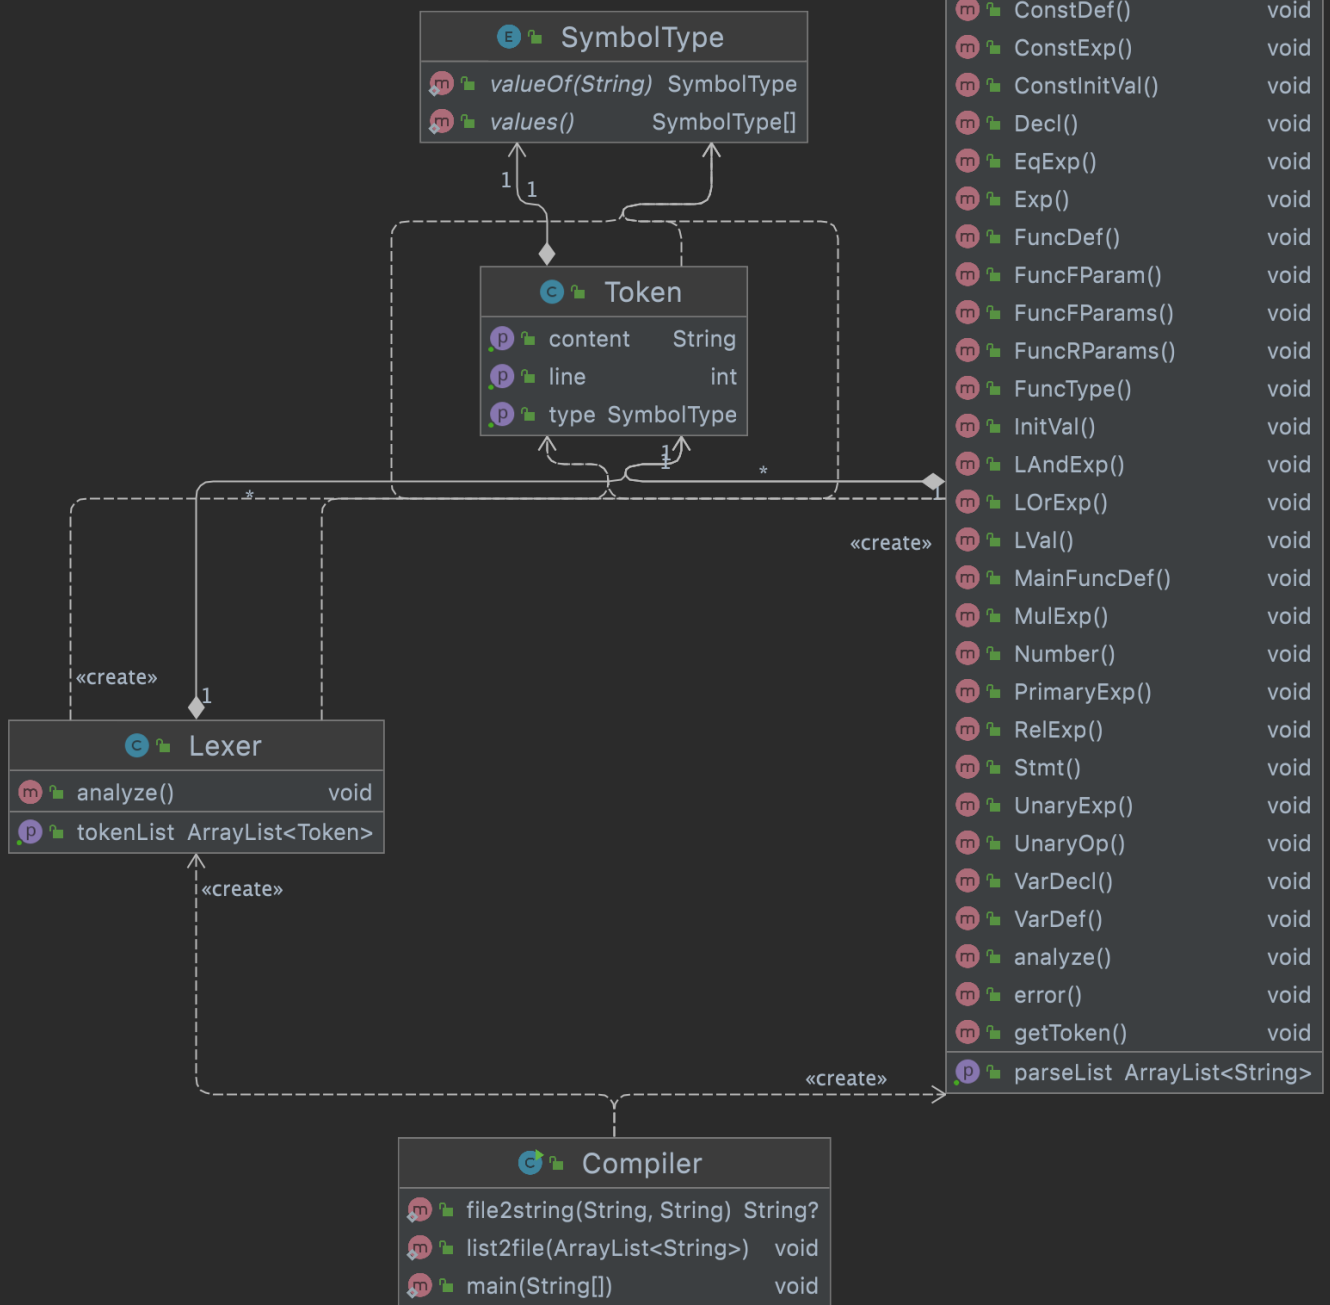 E SymbolType
m valueOf(String) SymbolType
m values() SymbolType[]
1
1
C Token
p content String
p line int
p type SymbolType
1
1
*
*
1
«create»
«create»
1
C Lexer
m analyze() void
p tokenList ArrayList<Token>
«create»
«create»
C Compiler
m file2string(String, String) String?
m list2file(ArrayList<String>) void
m main(String[]) void
m ConstDef() void
m ConstExp() void
m ConstInitVal() void
m Decl() void
m EqExp() void
m Exp() void
m FuncDef() void
m FuncFParam() void
m FuncFParams() void
m FuncRParams() void
m FuncType() void
m InitVal() void
m LAndExp() void
m LOrExp() void
m LVal() void
m MainFuncDef() void
m MulExp() void
m Number() void
m PrimaryExp() void
m RelExp() void
m Stmt() void
m UnaryExp() void
m UnaryOp() void
m VarDecl() void
m VarDef() void
m analyze() void
m error() void
m getToken() void
p parseList ArrayList<String>